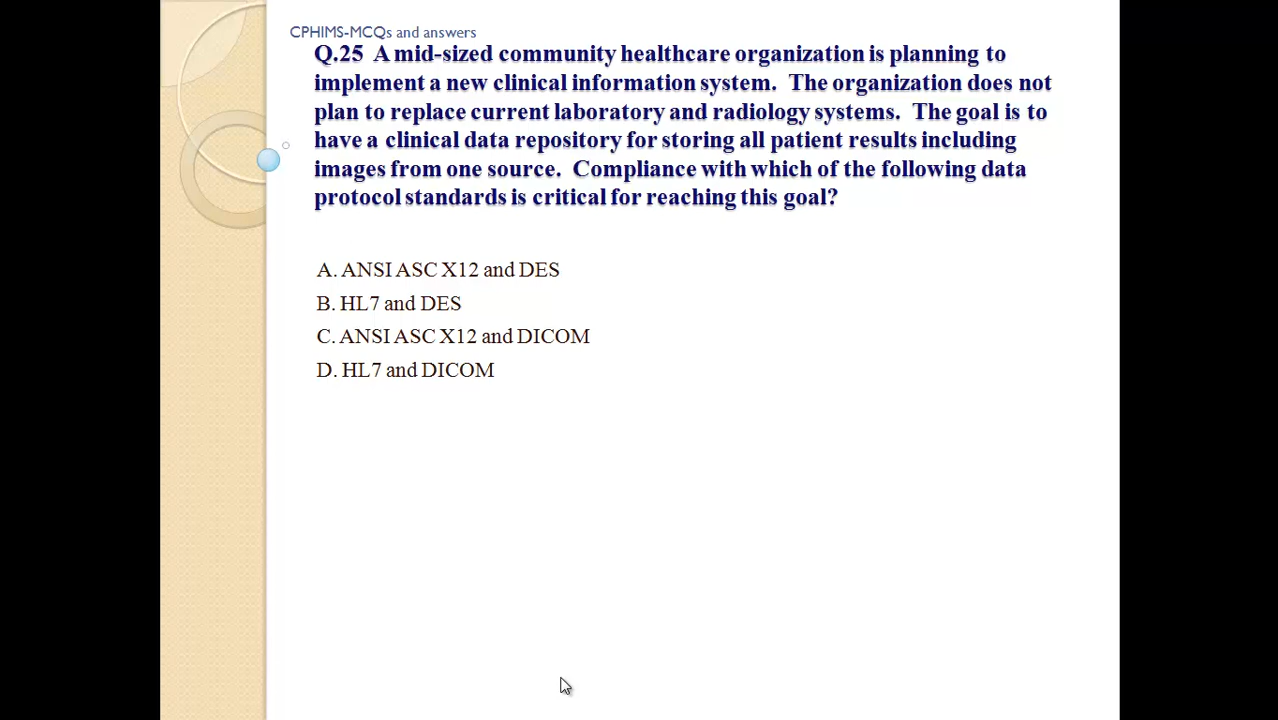 CPHIMS-MCQs and answers
Q.25  A mid-sized community healthcare organization is planning to
implement a new clinical information system.  The organization does not
plan to replace current laboratory and radiology systems.  The goal is to
have a clinical data repository for storing all patient results including
images from one source.  Compliance with which of the following data
protocol standards is critical for reaching this goal?
A. ANSI ASC X12 and DES
B. HL7 and DES
C. ANSI ASC X12 and DICOM
D. HL7 and DICOM